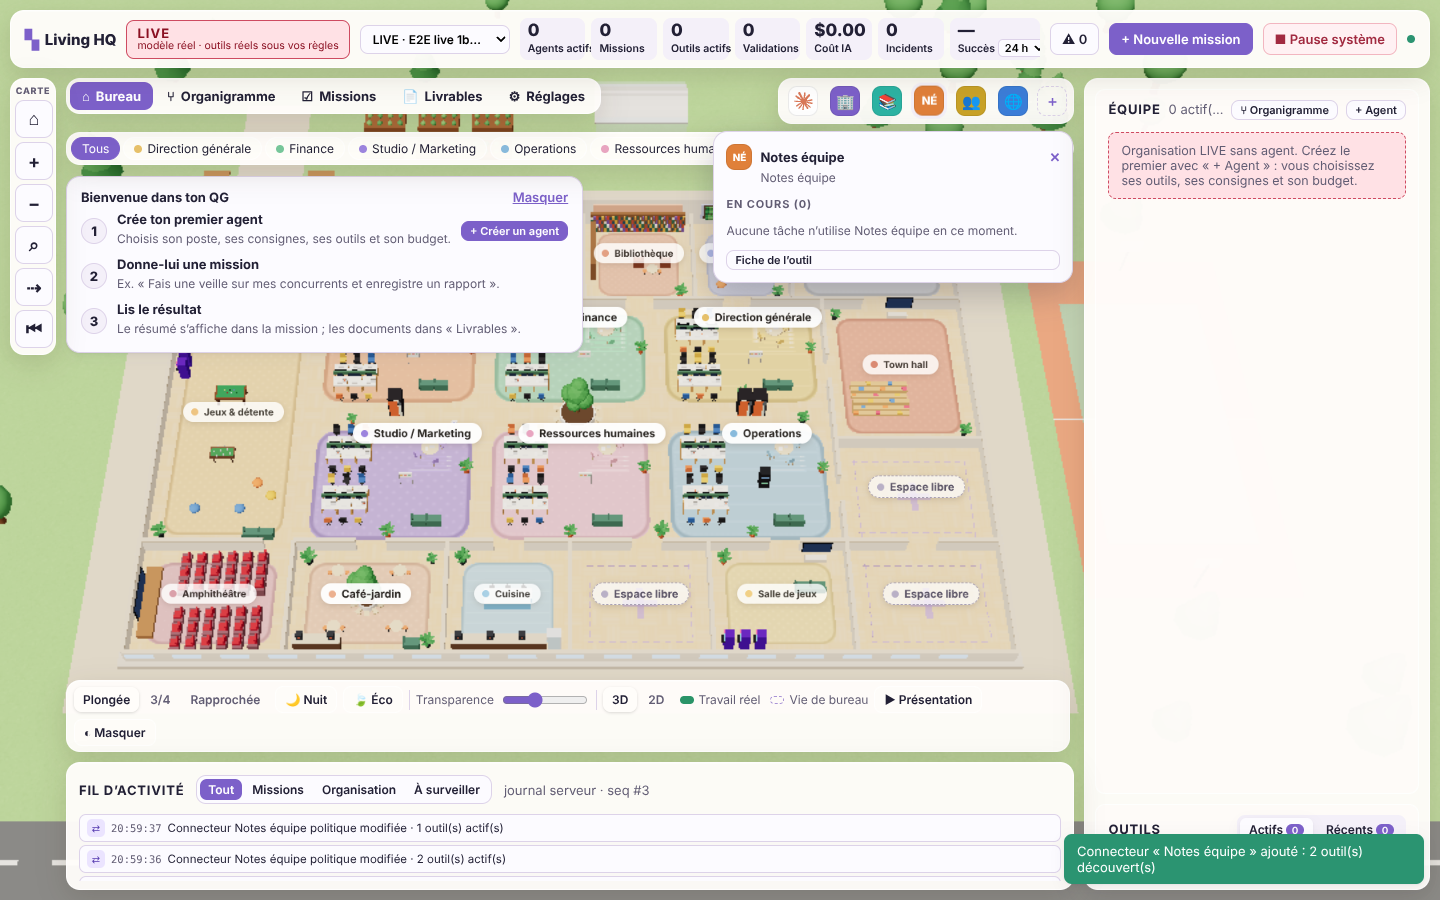 Living HQ
LIVE
modèle réel · outils réels sous vos règles
LIVE · E2E live 1b...
0
Agents actifs
0
Missions
0
Outils actifs
0
Validations
$0.00
Coût IA
0
Incidents
—
Succès
24 h
0
+ Nouvelle mission
Pause système
CARTE
Bureau
Organigramme
Missions
Livrables
Réglages
NÉ
+
Tous
Direction générale
Finance
Studio / Marketing
Operations
Ressources huma
Bienvenue dans ton QG
Masquer
1
Crée ton premier agent
Choisis son poste, ses consignes, ses outils et son budget.
+ Créer un agent
2
Donne-lui une mission
Ex. « Fais une veille sur mes concurrents et enregistre un rapport ».
3
Lis le résultat
Le résumé s’affiche dans la mission ; les documents dans « Livrables ».
NÉ
Notes équipe
Notes équipe
EN COURS (0)
Aucune tâche n’utilise Notes équipe en ce moment.
Fiche de l’outil
ÉQUIPE
0 actif(...
Organigramme
+ Agent
Organisation LIVE sans agent. Créez le
premier avec « + Agent » : vous choisissez
ses outils, ses consignes et son budget.
Bibliothèque
inance
Direction générale
Town hall
Jeux & détente
Studio / Marketing
Ressources humaines
Operations
Espace libre
Amphithéâtre
Café-jardin
Cuisine
Espace libre
Salle de jeux
Espace libre
Plongée
3/4
Rapprochée
Nuit
Éco
Transparence
3D
2D
Travail réel
Vie de bureau
Présentation
Masquer
FIL D’ACTIVITÉ
Tout
Missions
Organisation
À surveiller
journal serveur · seq #3
20:59:37 Connecteur Notes équipe politique modifiée · 1 outil(s) actif(s)
20:59:36 Connecteur Notes équipe politique modifiée · 2 outil(s) actif(s)
OUTILS
Actifs 0
Récents 0
Connecteur « Notes équipe » ajouté : 2 outil(s)
découvert(s)